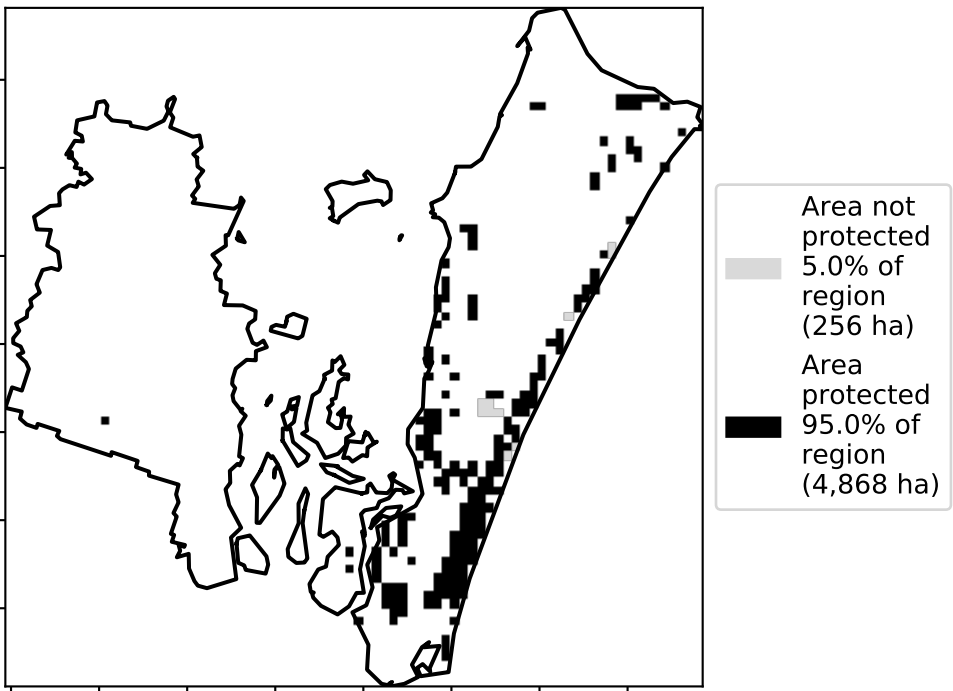 Area not
protected
5.0% of
region
(256 ha)
Area
protected
95.0% of
region
(4,868 ha)